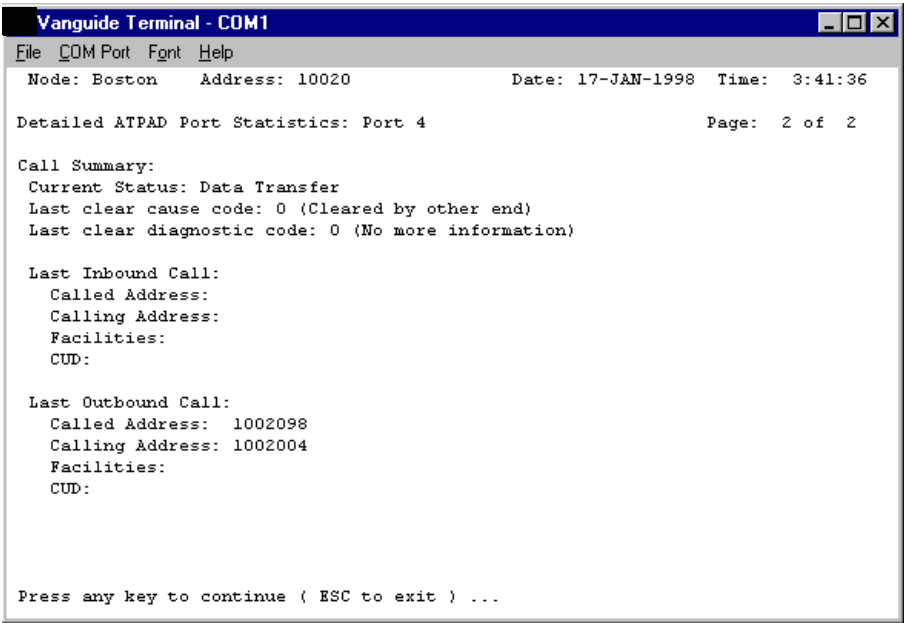 Vanguide Terminal - COM1
File COM Port Font Help
Node: Boston Address: 10020 Date: 17-JAN-1998 Time: 3:41:36
Detailed ATPAD Port Statistics: Port 4 Page: 2 of 2
Call Summary:
Current Status: Data Transfer
Last clear cause code: 0 (Cleared by other end)
Last clear diagnostic code: 0 (No more information)
Last Inbound Call:
Called Address:
Calling Address:
Facilities:
CUD:
Last Outbound Call:
Called Address: 1002098
Calling Address: 1002004
Facilities:
CUD:
Press any key to continue ( ESC to exit ) ...